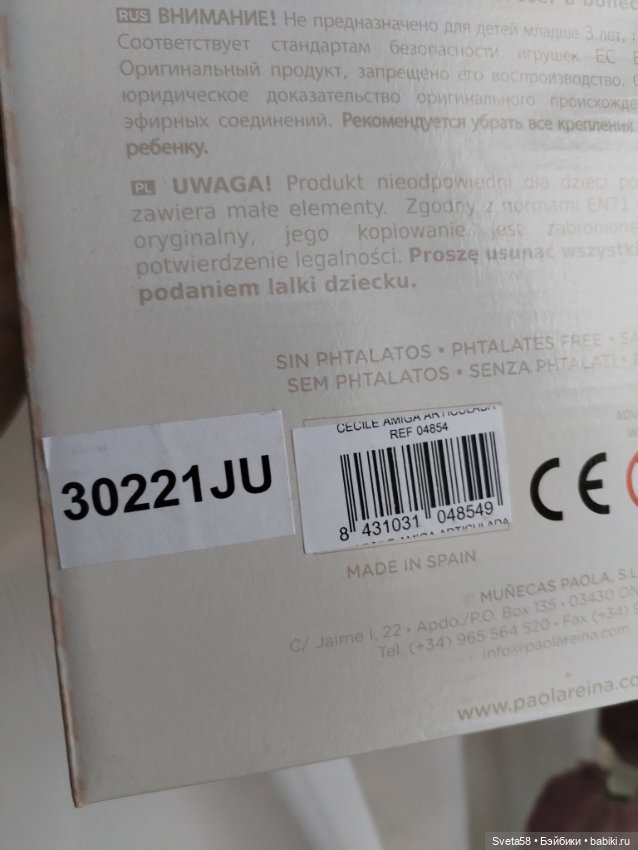 RUS ВНИМАНИЕ! Не предназначено для детей младше 3 лет,
Соответствует стандартам безопасности игрушек ЕС
Оригинальный продукт, запрещено его воспроизводство.
юридическое доказательство оригинального
эфирных соединений. Рекомендуется убрать все крепления
ребенку.
PL UWAGA! Produkt nieodpowiedni dla dzieci
zawiera małe elementy. Zgodny z normami EN71
oryginalny, jego kopiowanie jest
potwierdzenie legalności. Proszę usunąć
podaniem lalki dziecku.
SIN PHTALATOS • PHTALATES FREE •
SEM PHTALATOS • SENZA PHTALATI •
30221JU
CECILE AMIGA ARTICULADA
REF 04854
8 431031 048549
CE
MADE IN SPAIN
© MUÑECAS PAOLA, S.L.
C/ Jaime I, 22 • Apdo./P.O. Box 135 • 03430
Tel. (+34) 965 564 520 • Fax (+34)
info@paolareina.com
www.paolareina.co
Sveta58 • Бэйбики • babiki.ru